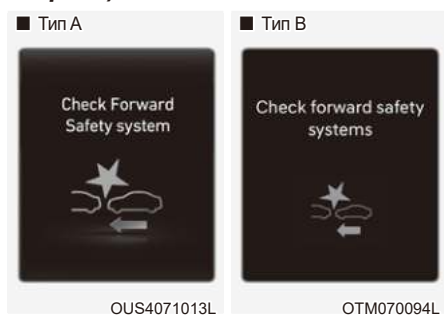 ■ Тип A
■ Тип B
Check Forward
Safety system
Check forward safety
systems
OUS4071013L
OTM070094L